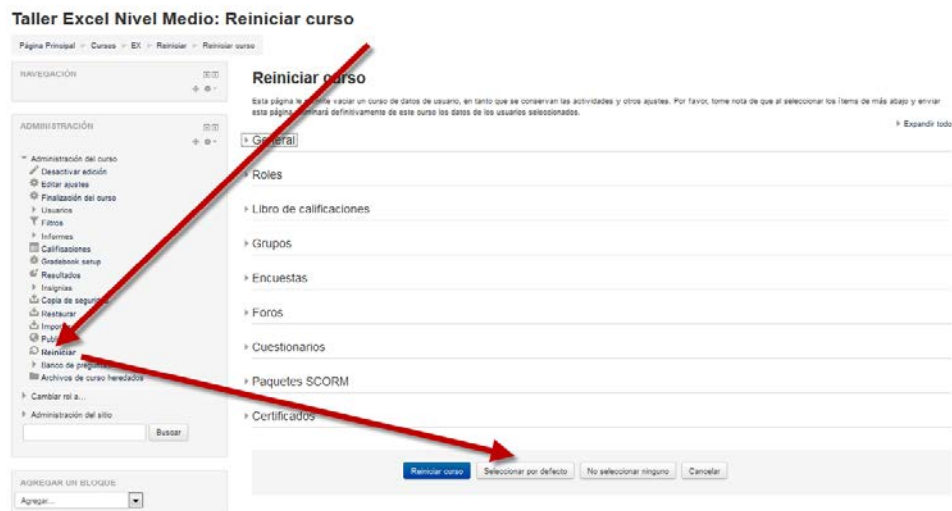 Taller Excel Nivel Medio: Reiniciar curso
Página Principal Cursos EX Reiniciar Reiniciar curso
NAVEGACIÓN
ADMINISTRACIÓN
Administración del curso
Desactivar edición
Editar ajustes
Finalización del curso
Usuarios
Filtros
Informes
Calificaciones
Gradebook setup
Resultados
Insignias
Copia de
Restaurar
Reiniciar
Banco de
Archivos de curso heredados
Cambiar rol a...
Administración del sitio
Buscar
AGREGAR UN BLOQUE
Agregar...
Reiniciar curso
Esta página le vaciar un curso de datos de usuario, en tanto que se conservan las actividades y otros ajustes. Por favor, tome nota de que al seleccionar los ítems de más abajo y enviar
esta página definitivamente de este curso los datos de los usuarios seleccionados.
Expandir todo
General
Roles
Libro de calificaciones
Grupos
Encuestas
Foros
Cuestionarios
Paquetes SCORM
Certificados
Reiniciar curso Seleccionar por defecto No seleccionar ninguno Cancelar